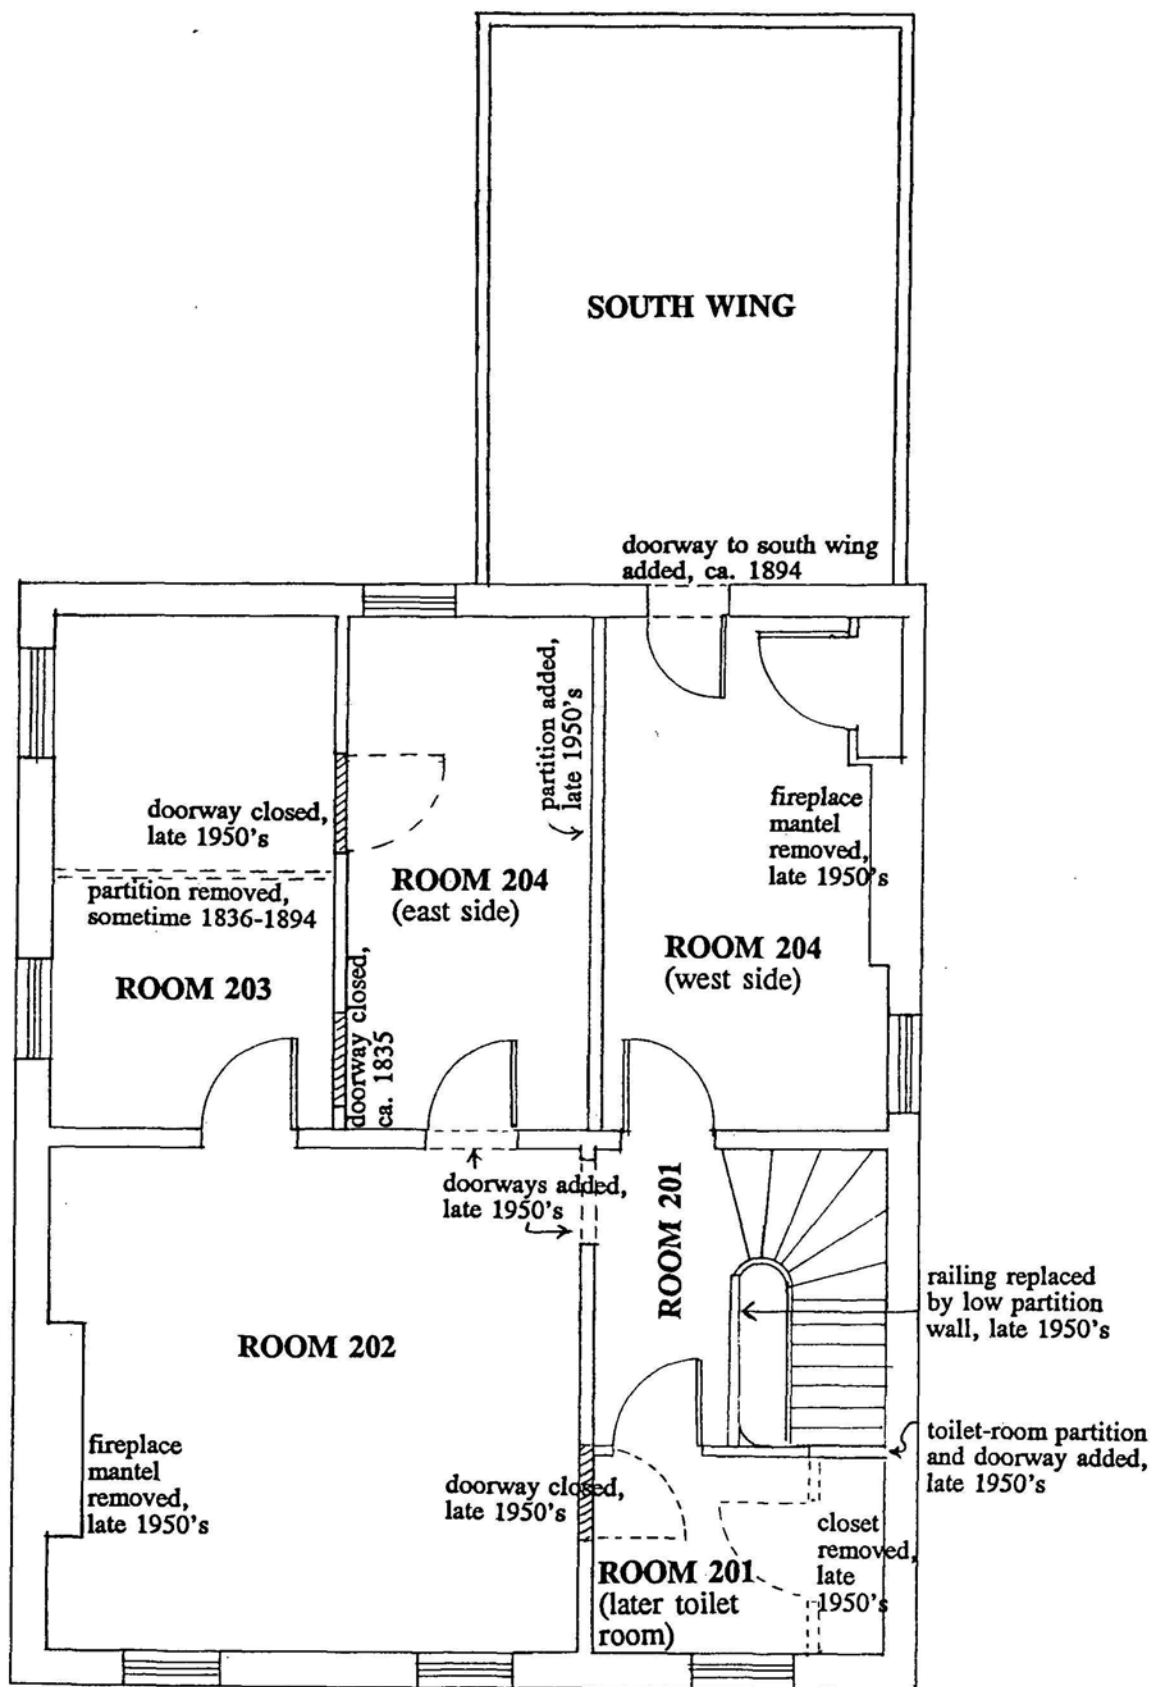 SOUTH WING
doorway to south wing
added, ca. 1894
partition added,
late 1950's
doorway closed,
late 1950's
fireplace
mantel
removed,
late 1950's
ROOM 204
(east side)
partition removed,
sometime 1836-1894
ROOM 204
(west side)
ROOM 203
doorway closed,
ca. 1835
doorways added,
late 1950's
ROOM 201
railing replaced
by low partition
wall, late 1950's
ROOM 202
fireplace
mantel
removed,
late 1950's
doorway closed,
late 1950's
toilet-room partition
and doorway added,
late 1950's
closet
removed,
late
1950's
ROOM 201
(later toilet
room)